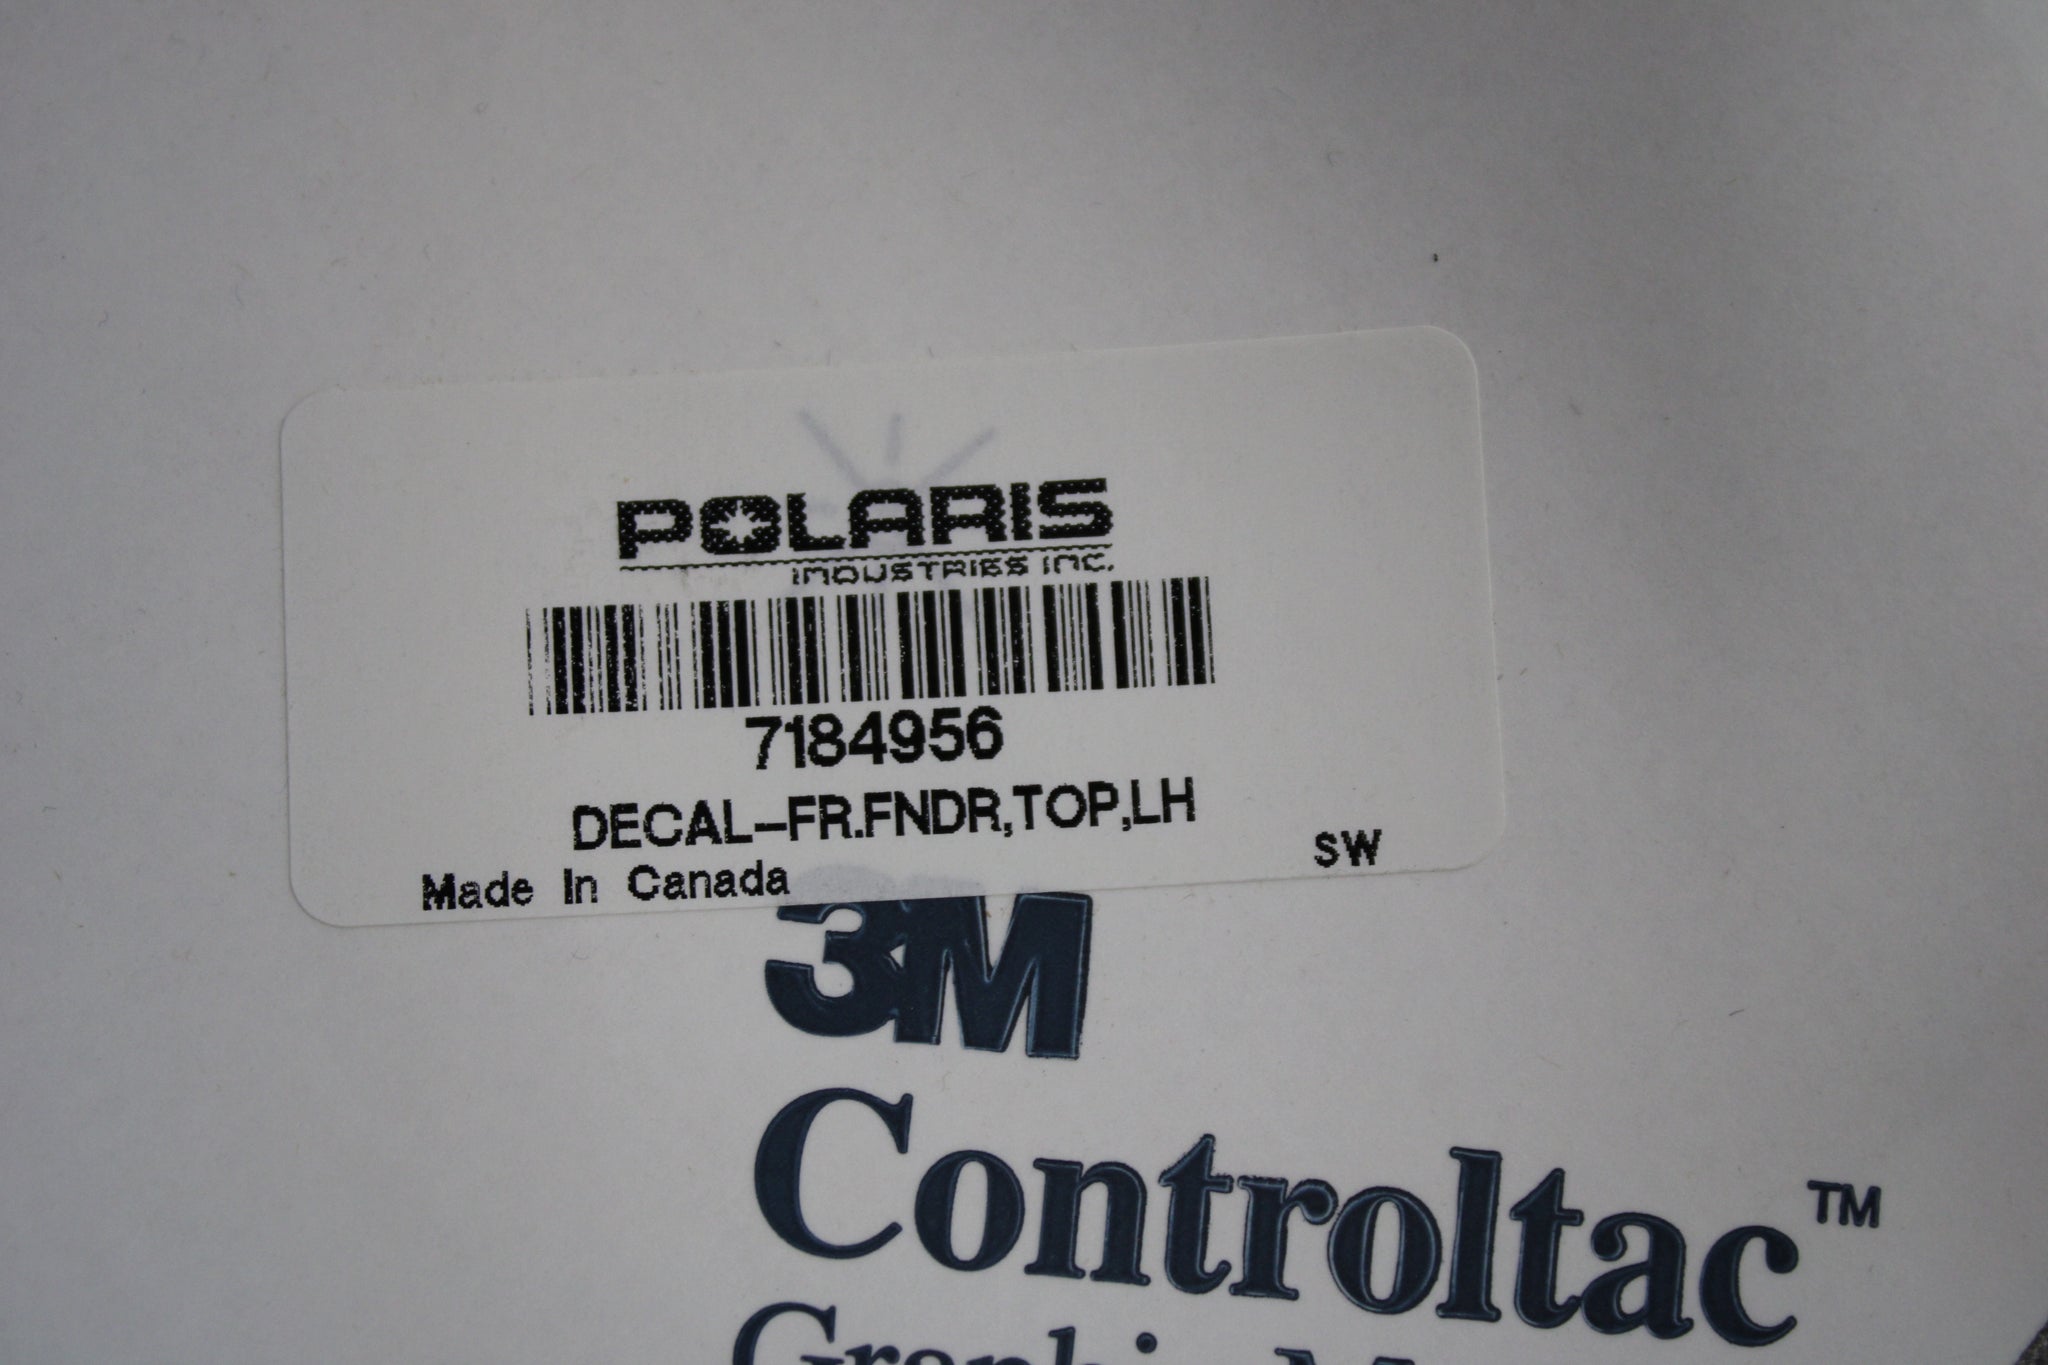 POLARIS
INDUSTRIES INC.
7184956
DECAL-FR.FNDR,TOP,LH
Made In Canada
SW
3M
Controltac™